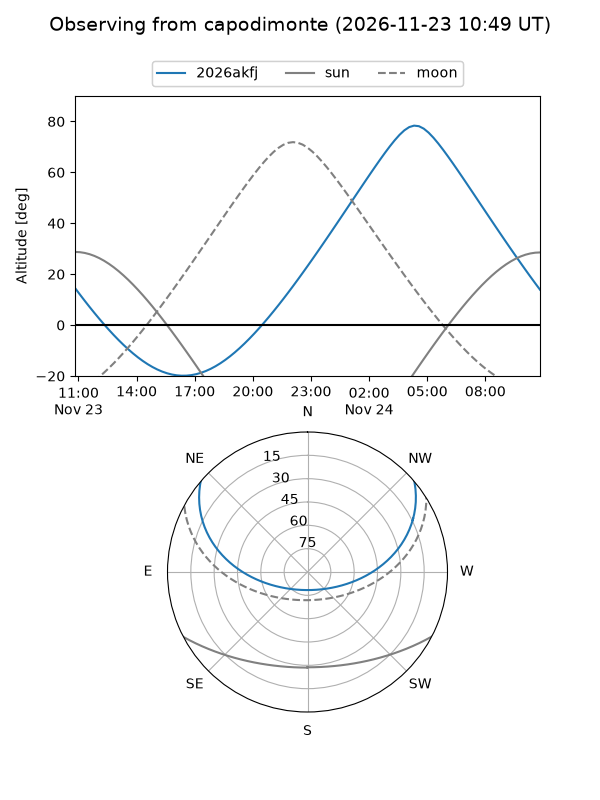 Observing from capodimonte (2026-11-23 10:49 UT)
2026akfj sun moon
80
60
40
20
0
−20
Altitude [deg]
11:00 14:00 17:00 20:00 23:00 02:00 05:00 08:00
Nov 23 Nov 24
N
NE NW
15
30
45
60
75
E W
SE SW
S